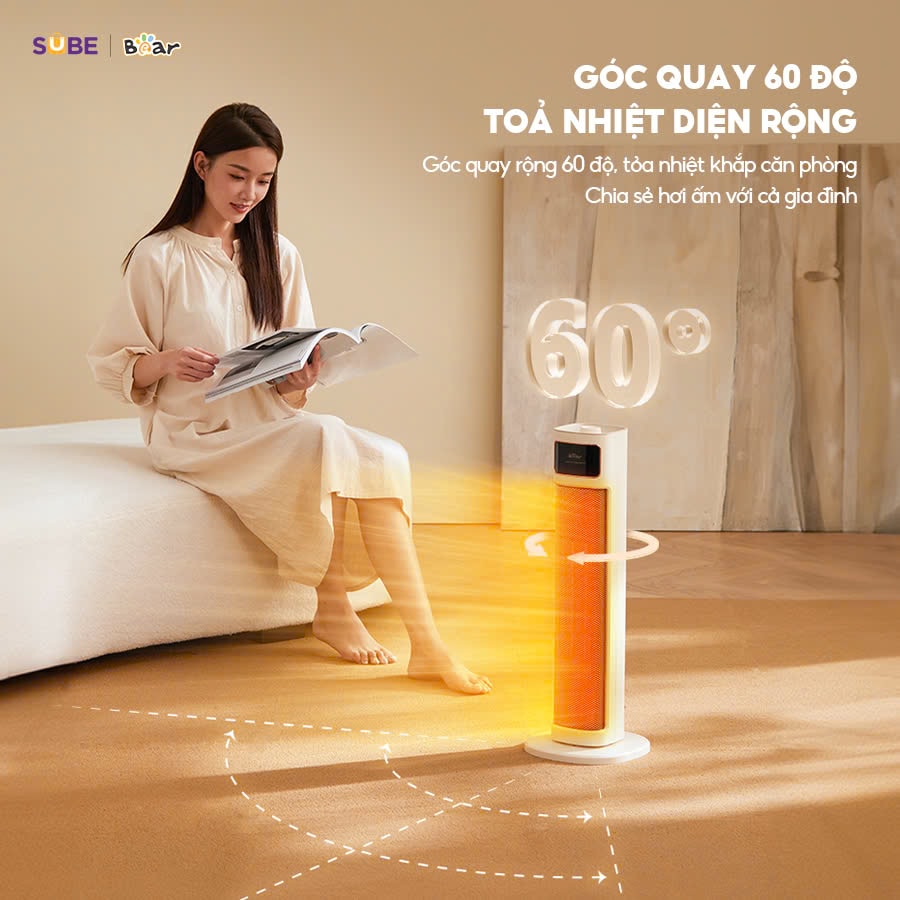 SUBE | Bear
GÓC QUAY 60 ĐỘ
TOẢ NHIỆT DIỆN RỘNG
Góc quay rộng 60 độ, tỏa nhiệt khắp căn phòng
Chia sẻ hơi ấm với cả gia đình
60°
Bear